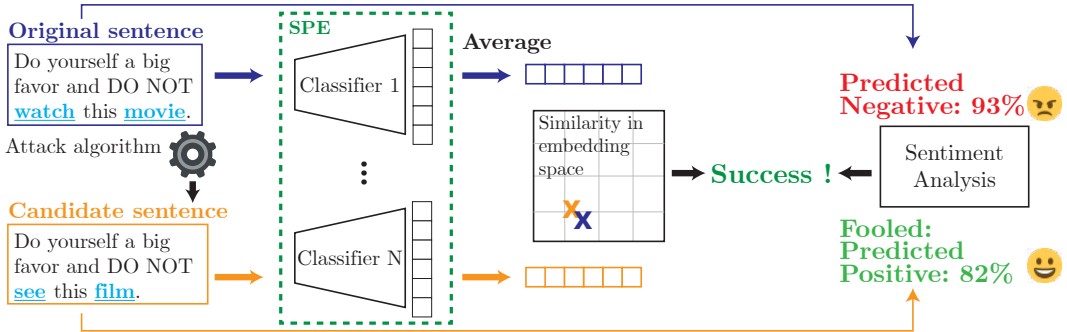 Original sentence
Do yourself a big
favor and DO NOT
watch this movie.
Attack algorithm
Candidate sentence
Do yourself a big
favor and DO NOT
see this film.
SPE
Classifier 1
...
Classifier N
Average
Similarity in
embedding
space
X
X
Success !
Predicted
Negative: 93%
Sentiment
Analysis
Fooled:
Predicted
Positive: 82%